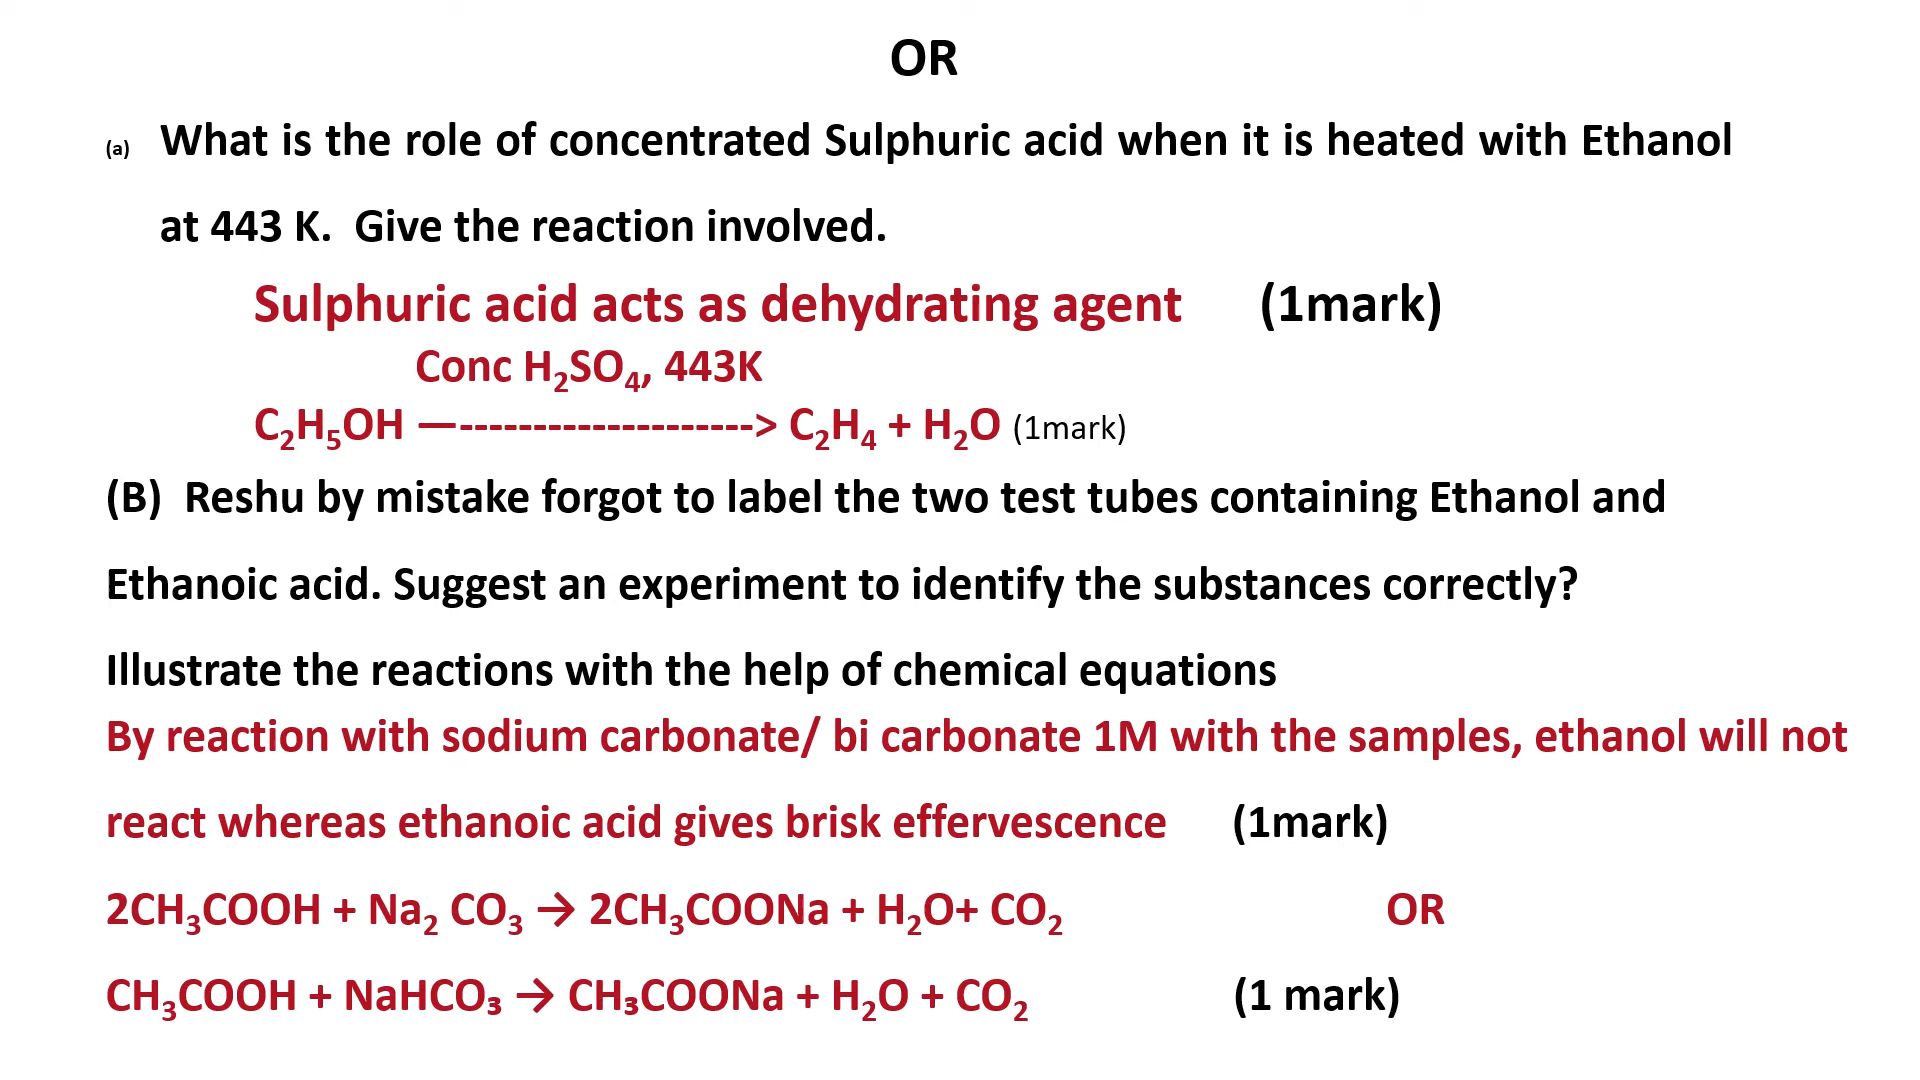 OR
(a) What is the role of concentrated Sulphuric acid when it is heated with Ethanol
at 443 K. Give the reaction involved.
Sulphuric acid acts as dehydrating agent (1mark)
Conc H₂SO₄, 443K
C₂H₅OH —--------------------> C₂H₄ + H₂O (1mark)
(B) Reshu by mistake forgot to label the two test tubes containing Ethanol and
Ethanoic acid. Suggest an experiment to identify the substances correctly?
Illustrate the reactions with the help of chemical equations
By reaction with sodium carbonate/ bi carbonate 1M with the samples, ethanol will not
react whereas ethanoic acid gives brisk effervescence (1mark)
2CH₃COOH + Na₂ CO₃ → 2CH₃COONa + H₂O+ CO₂ OR
CH₃COOH + NaHCO₃ → CH₃COONa + H₂O + CO₂ (1 mark)